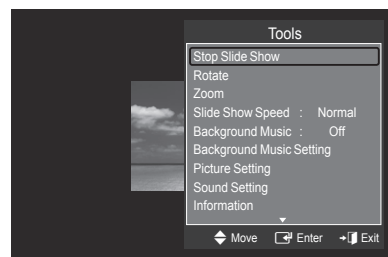 Tools
Stop Slide Show
Rotate
Zoom
Slide Show Speed : Normal
Background Music : Off
Background Music Setting
Picture Setting
Sound Setting
Information
Move Enter Exit